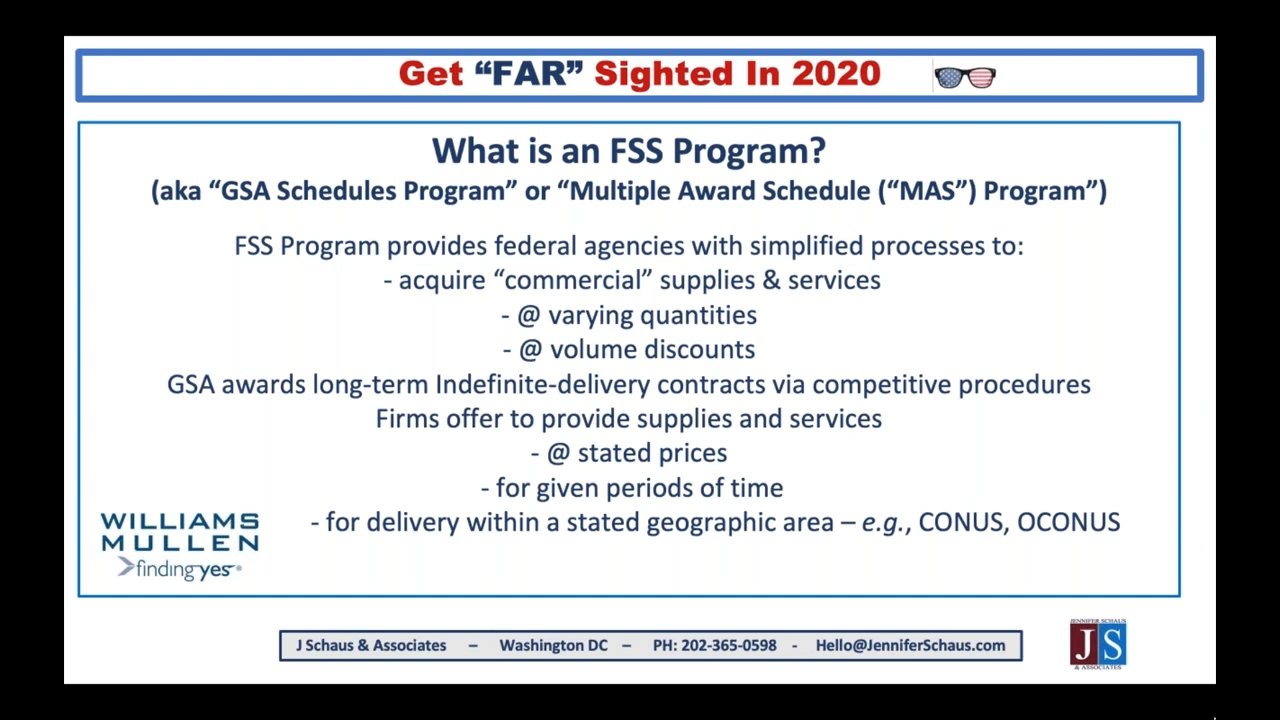 Get “FAR” Sighted In 2020
What is an FSS Program?
(aka “GSA Schedules Program” or “Multiple Award Schedule (“MAS”) Program”)
FSS Program provides federal agencies with simplified processes to:
- acquire “commercial” supplies & services
- @ varying quantities
- @ volume discounts
GSA awards long-term Indefinite-delivery contracts via competitive procedures
Firms offer to provide supplies and services
- @ stated prices
- for given periods of time
- for delivery within a stated geographic area – e.g., CONUS, OCONUS
WILLIAMS
MULLEN
finding yes
J Schaus & Associates – Washington DC – PH: 202-365-0598 - Hello@JenniferSchaus.com
JENNIFER SCHAUS
JS
& ASSOCIATES